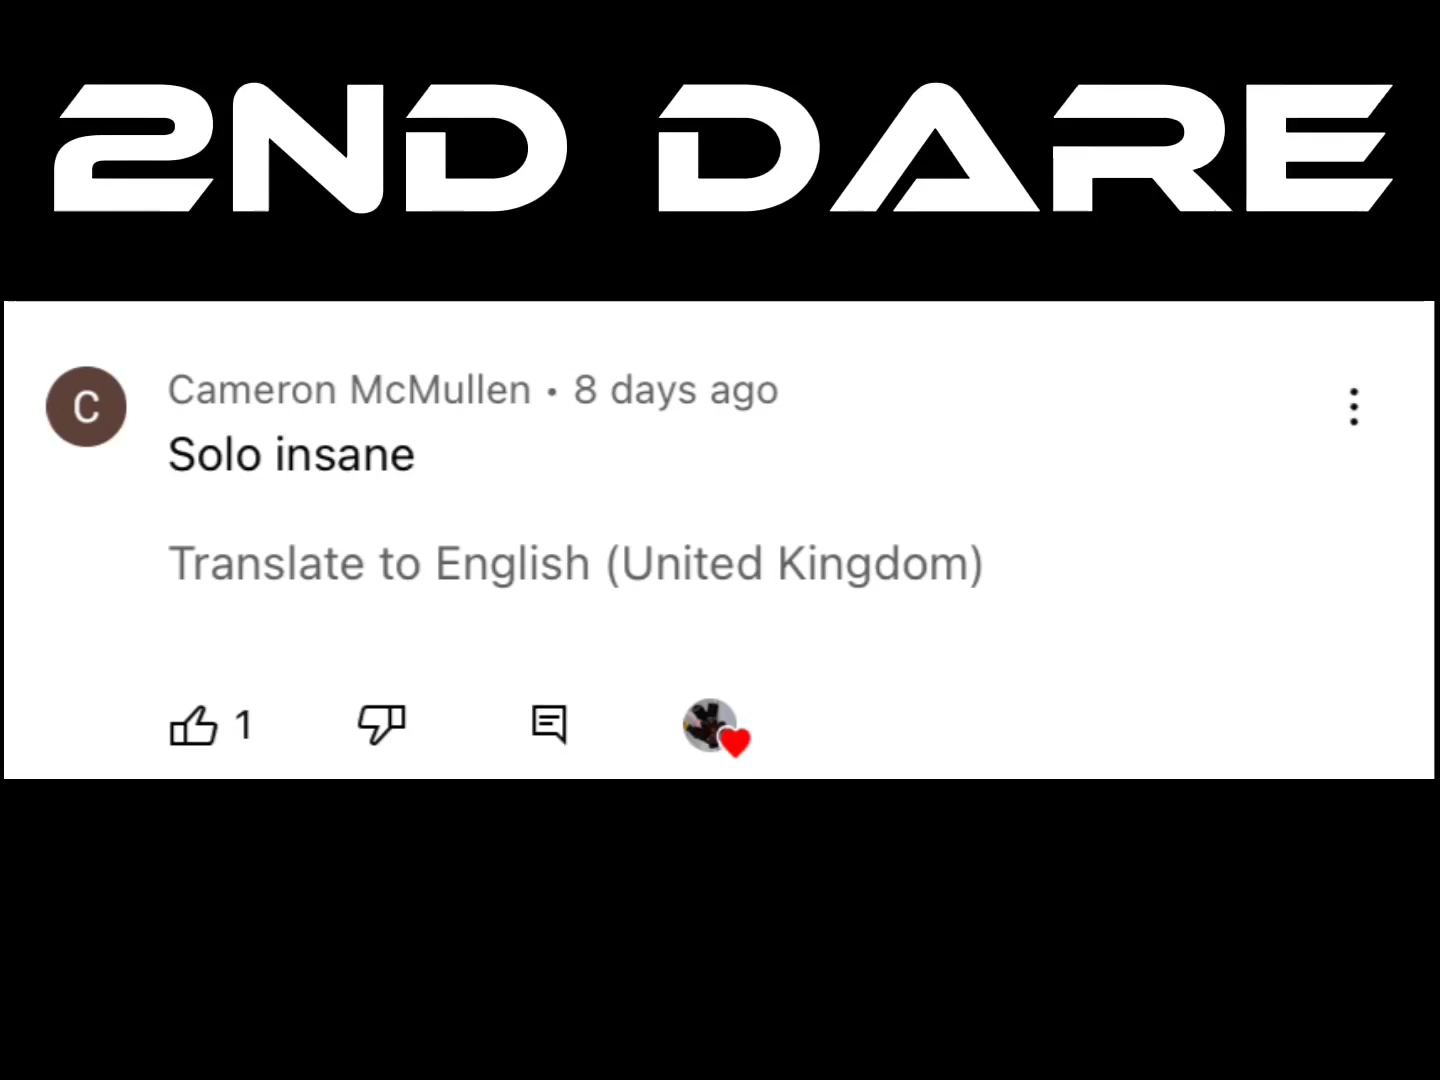 2ND DARE
C
Cameron McMullen • 8 days ago
Solo insane
Translate to English (United Kingdom)
1